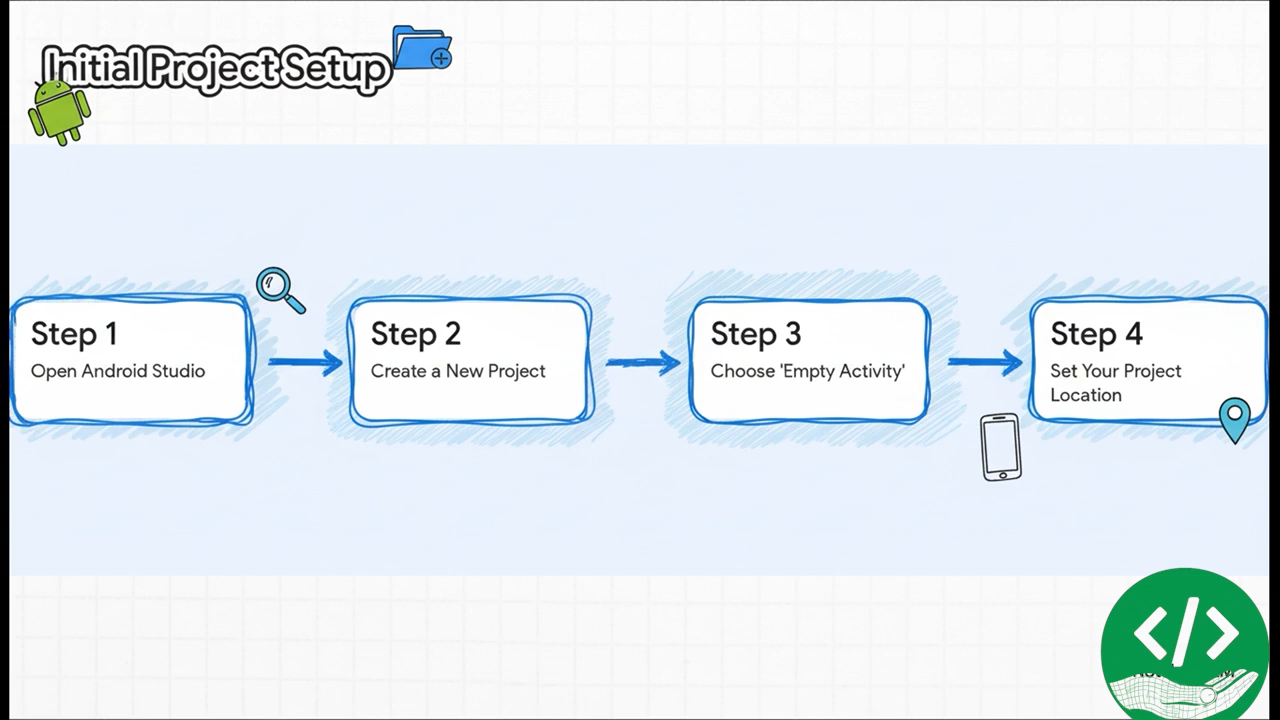 Initial Project Setup
Step 1
Open Android Studio
Step 2
Create a New Project
Step 3
Choose 'Empty Activity'
Step 4
Set Your Project
Location
</>